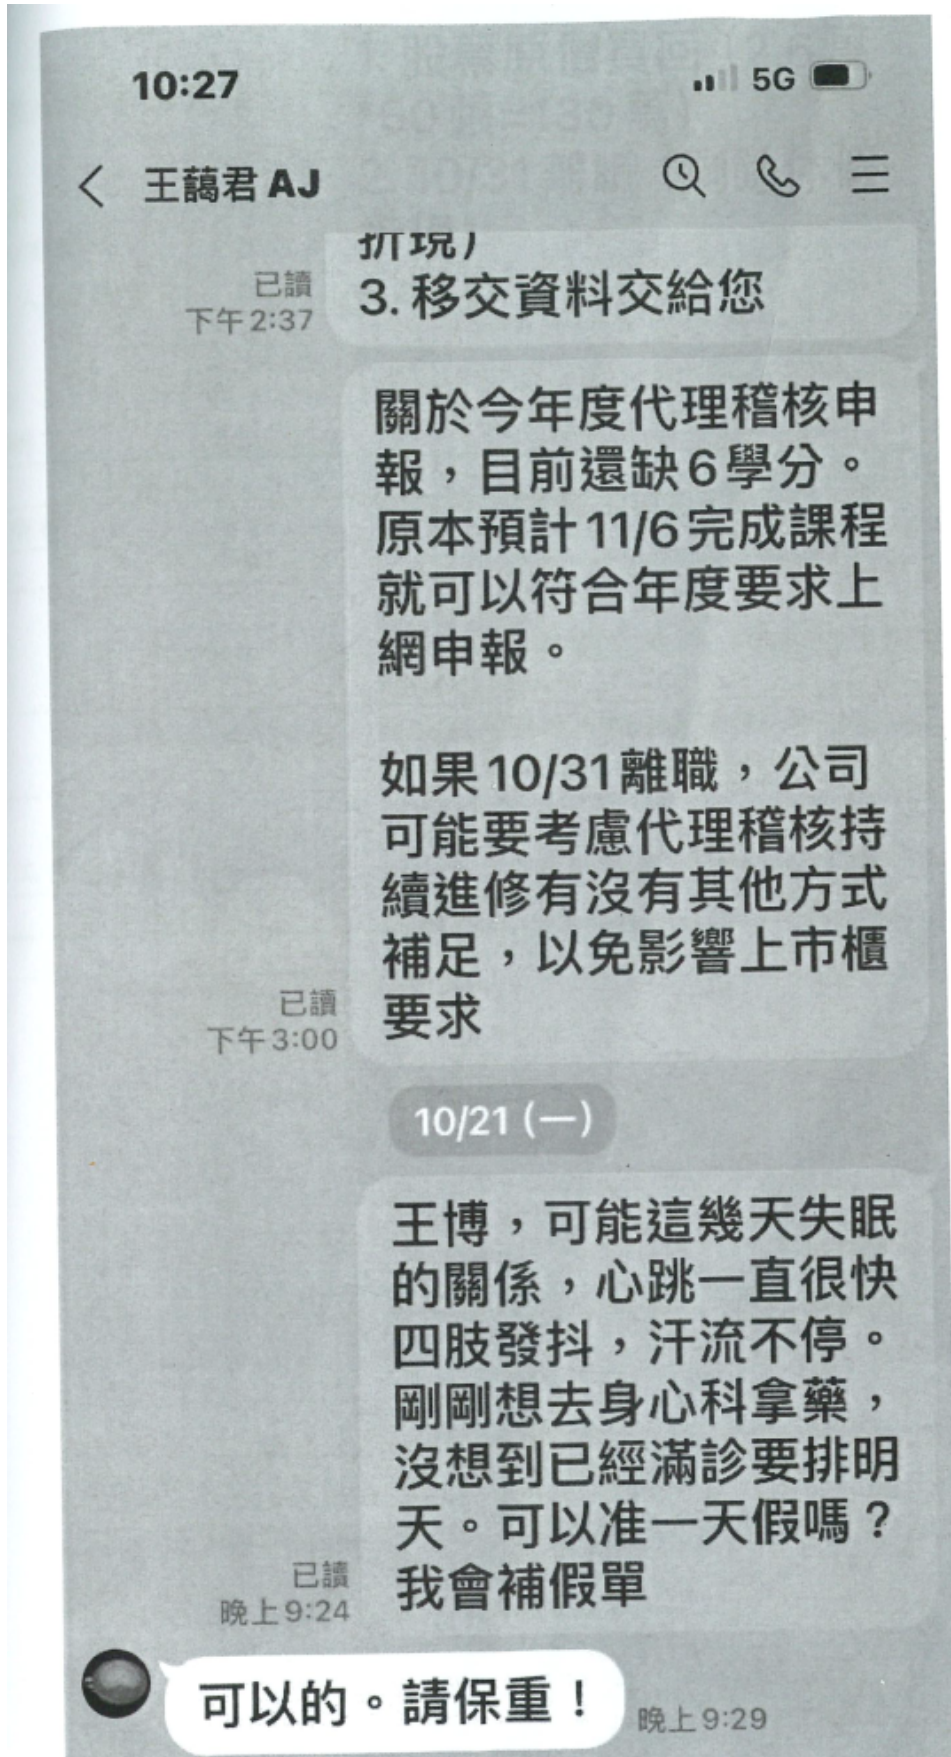 10:27
5G
王藹君 AJ
折現)
3. 移交資料交給您
已讀
下午2:37
關於今年度代理稽核申
報，目前還缺6學分。
原本預計11/6完成課程
就可以符合年度要求上
網申報。
如果10/31離職，公司
可能要考慮代理稽核持
續進修有沒有其他方式
補足，以免影響上市櫃
要求
已讀
下午3:00
10/21 (一)
王博，可能這幾天失眠
的關係，心跳一直很快
四肢發抖，汗流不停。
剛剛想去身心科拿藥，
沒想到已經滿診要排明
天。可以准一天假嗎？
我會補假單
已讀
晚上9:24
可以的。請保重！
晚上9:29